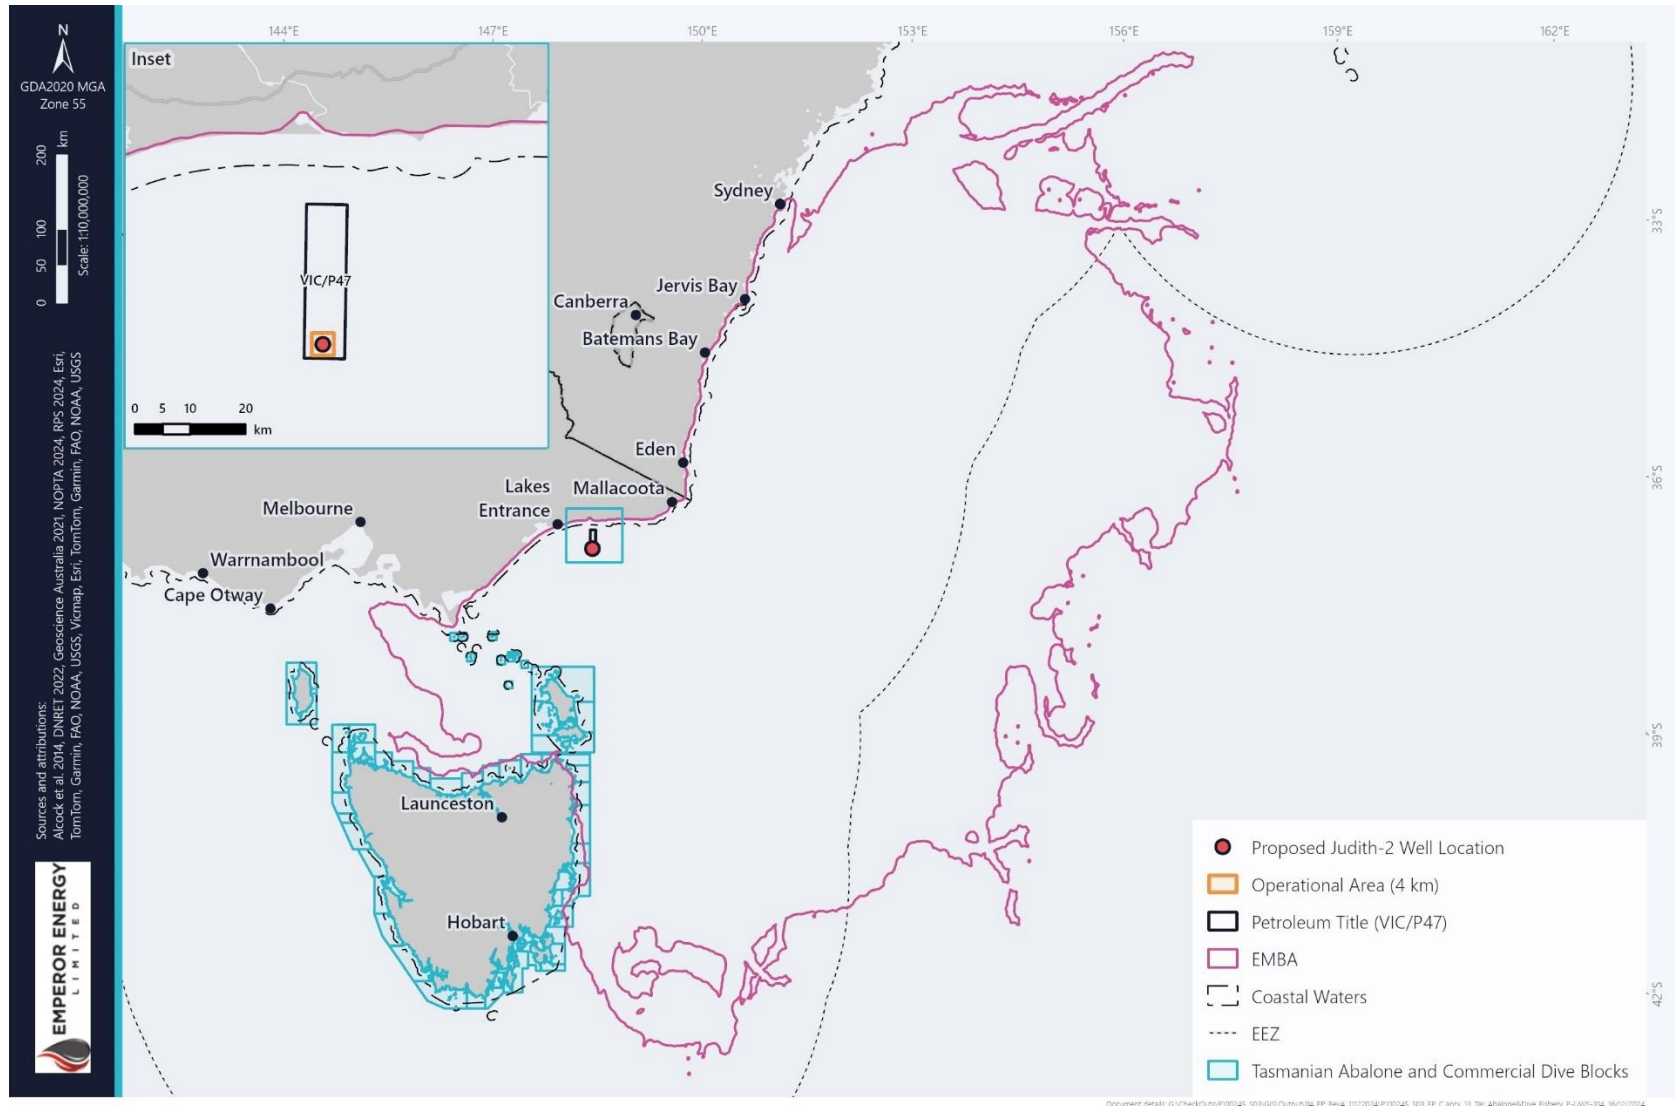 N
GDA2020 MGA
Zone 55
0 50 100 200
km
Scale: 1:10,000,000
Sources and attributions:
Alcock et al. 2014, DNRET 2022, Geoscience Australia 2021, NOPTA 2024, RPS 2024, Esri,
TomTom, Garmin, FAO, NOAA, USGS, Vicmap, Esri, TomTom, Garmin, FAO, NOAA, USGS
EMPEROR ENERGY
LIMITED
144°E 147°E 150°E 153°E 156°E 159°E 162°E
Inset
VIC/P47
0 5 10 20
km
33°S
36°S
39°S
42°S
Sydney
Jervis Bay
Canberra
Batemans Bay
Eden
Lakes
Entrance
Mallacoota
Melbourne
Warrnambool
Cape Otway
Launceston
Hobart
Proposed Judith-2 Well Location
Operational Area (4 km)
Petroleum Title (VIC/P47)
EMBA
Coastal Waters
EEZ
Tasmanian Abalone and Commercial Dive Blocks